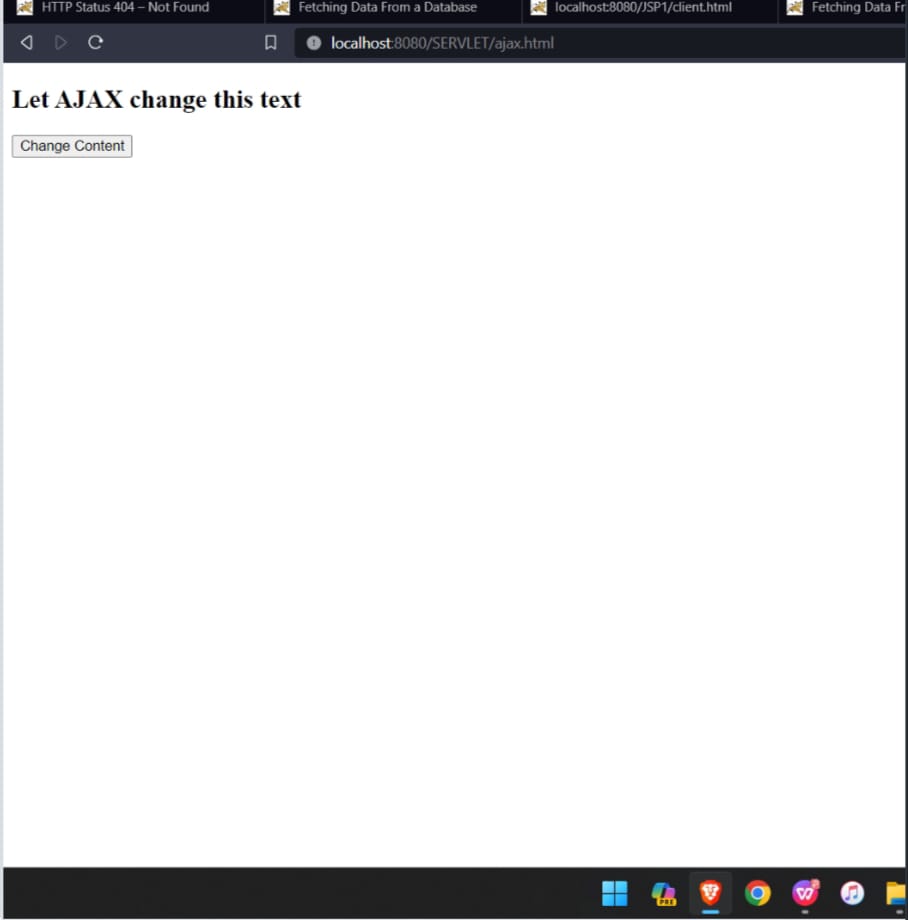 HTTP Status 404 – Not Found
Fetching Data From a Database
localhost:8080/JSP1/client.html
Fetching Data Fr
localhost:8080/SERVLET/ajax.html
Let AJAX change this text
Change Content
PRE